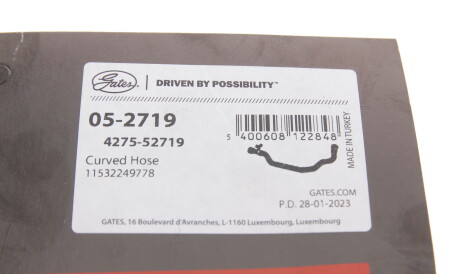 Gates
DRIVEN BY POSSIBILITY™
05-2719
4275-52719
Curved Hose
11532249778
5 400608 122848
MADE IN TURKEY
GATES.COM
P.D. 28-01-2023
GATES, 16 Boulevard d'Avranches, L-1160 Luxembourg, Luxembourg